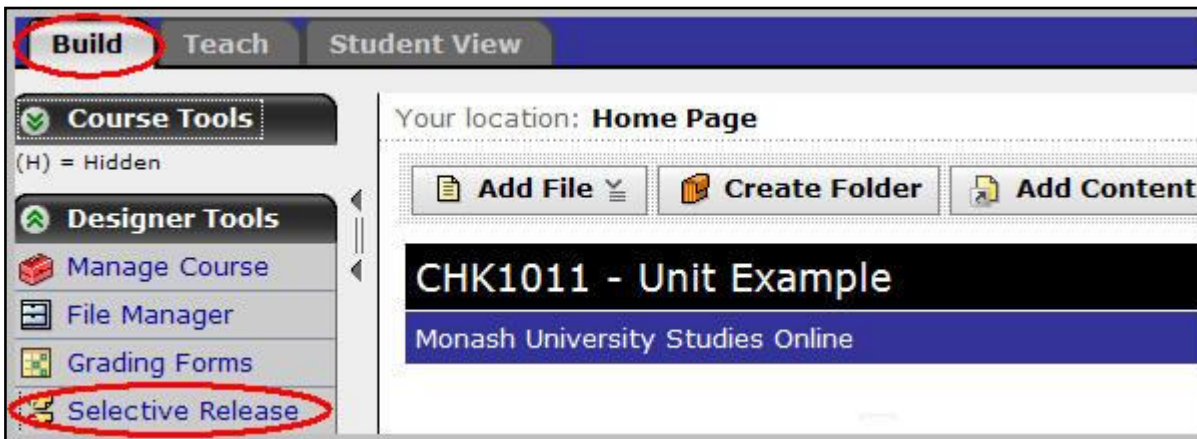 Build Teach Student View
Course Tools
(H) = Hidden
Designer Tools
Manage Course
File Manager
Grading Forms
Selective Release
Your location: Home Page
Add File Create Folder Add Content
CHK1011 - Unit Example
Monash University Studies Online